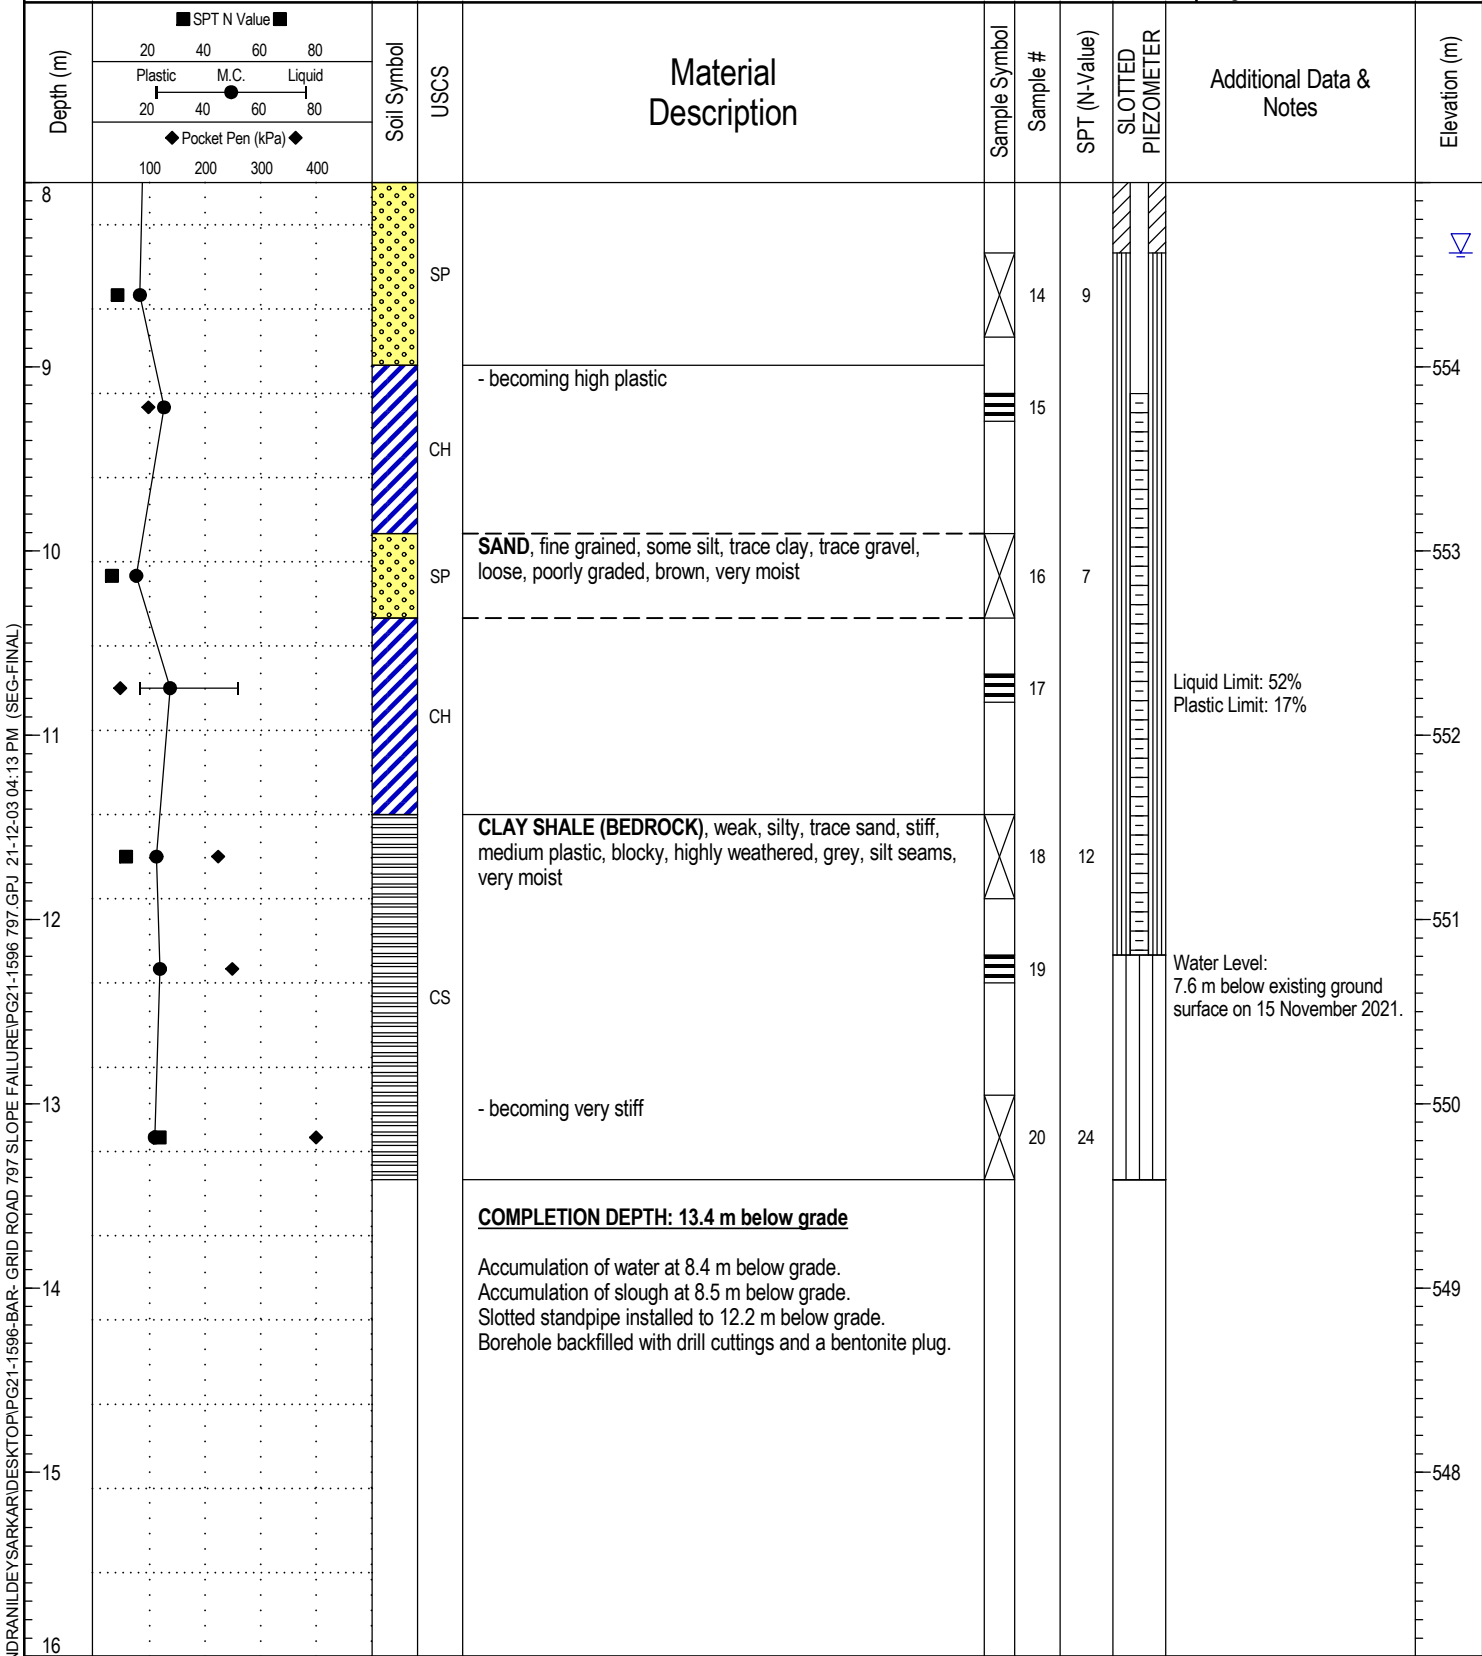 ■ SPT N Value ■
20 40 60 80
Plastic M.C. Liquid
20 40 60 80
◆ Pocket Pen (kPa) ◆
100 200 300 400
Depth (m)
Soil Symbol
USCS
Material
Description
Sample Symbol
Sample #
SPT (N-Value)
SLOTTED
PIEZOMETER
Additional Data &
Notes
Elevation (m)
8
SP
14 9
9
554
- becoming high plastic
15
CH
10
553
SAND, fine grained, some silt, trace clay, trace gravel,
loose, poorly graded, brown, very moist
SP
16 7
17
Liquid Limit: 52%
Plastic Limit: 17%
CH
11
552
CLAY SHALE (BEDROCK), weak, silty, trace sand, stiff,
medium plastic, blocky, highly weathered, grey, silt seams,
very moist
18 12
12
551
19
Water Level:
7.6 m below existing ground
surface on 15 November 2021.
CS
13
550
- becoming very stiff
20 24
COMPLETION DEPTH: 13.4 m below grade
Accumulation of water at 8.4 m below grade.
Accumulation of slough at 8.5 m below grade.
Slotted standpipe installed to 12.2 m below grade.
Borehole backfilled with drill cuttings and a bentonite plug.
14
549
15
548
16
NDRANILDEYSARKAR\DESKTOP\PG21-1596-BAR- GRID ROAD 797 SLOPE FAILURE\PG21-1596 797.GPJ 21-12-03 04:13 PM (SEG-FINAL)